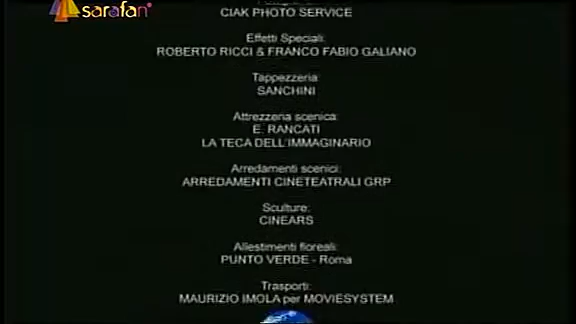 sarafan
CIAK PHOTO SERVICE
Effetti Speciali:
ROBERTO RICCI & FRANCO FABIO GALIANO
Tappezzeria:
SANCHINI
Attrezzeria scenica:
E. RANCATI
LA TECA DELL'IMMAGINARIO
Arredamenti scenici:
ARREDAMENTI CINETEATRALI GRP
Sculture:
CINEARS
Allestimenti floreali:
PUNTO VERDE - Roma
Trasporti:
MAURIZIO IMOLA per MOVIESYSTEM